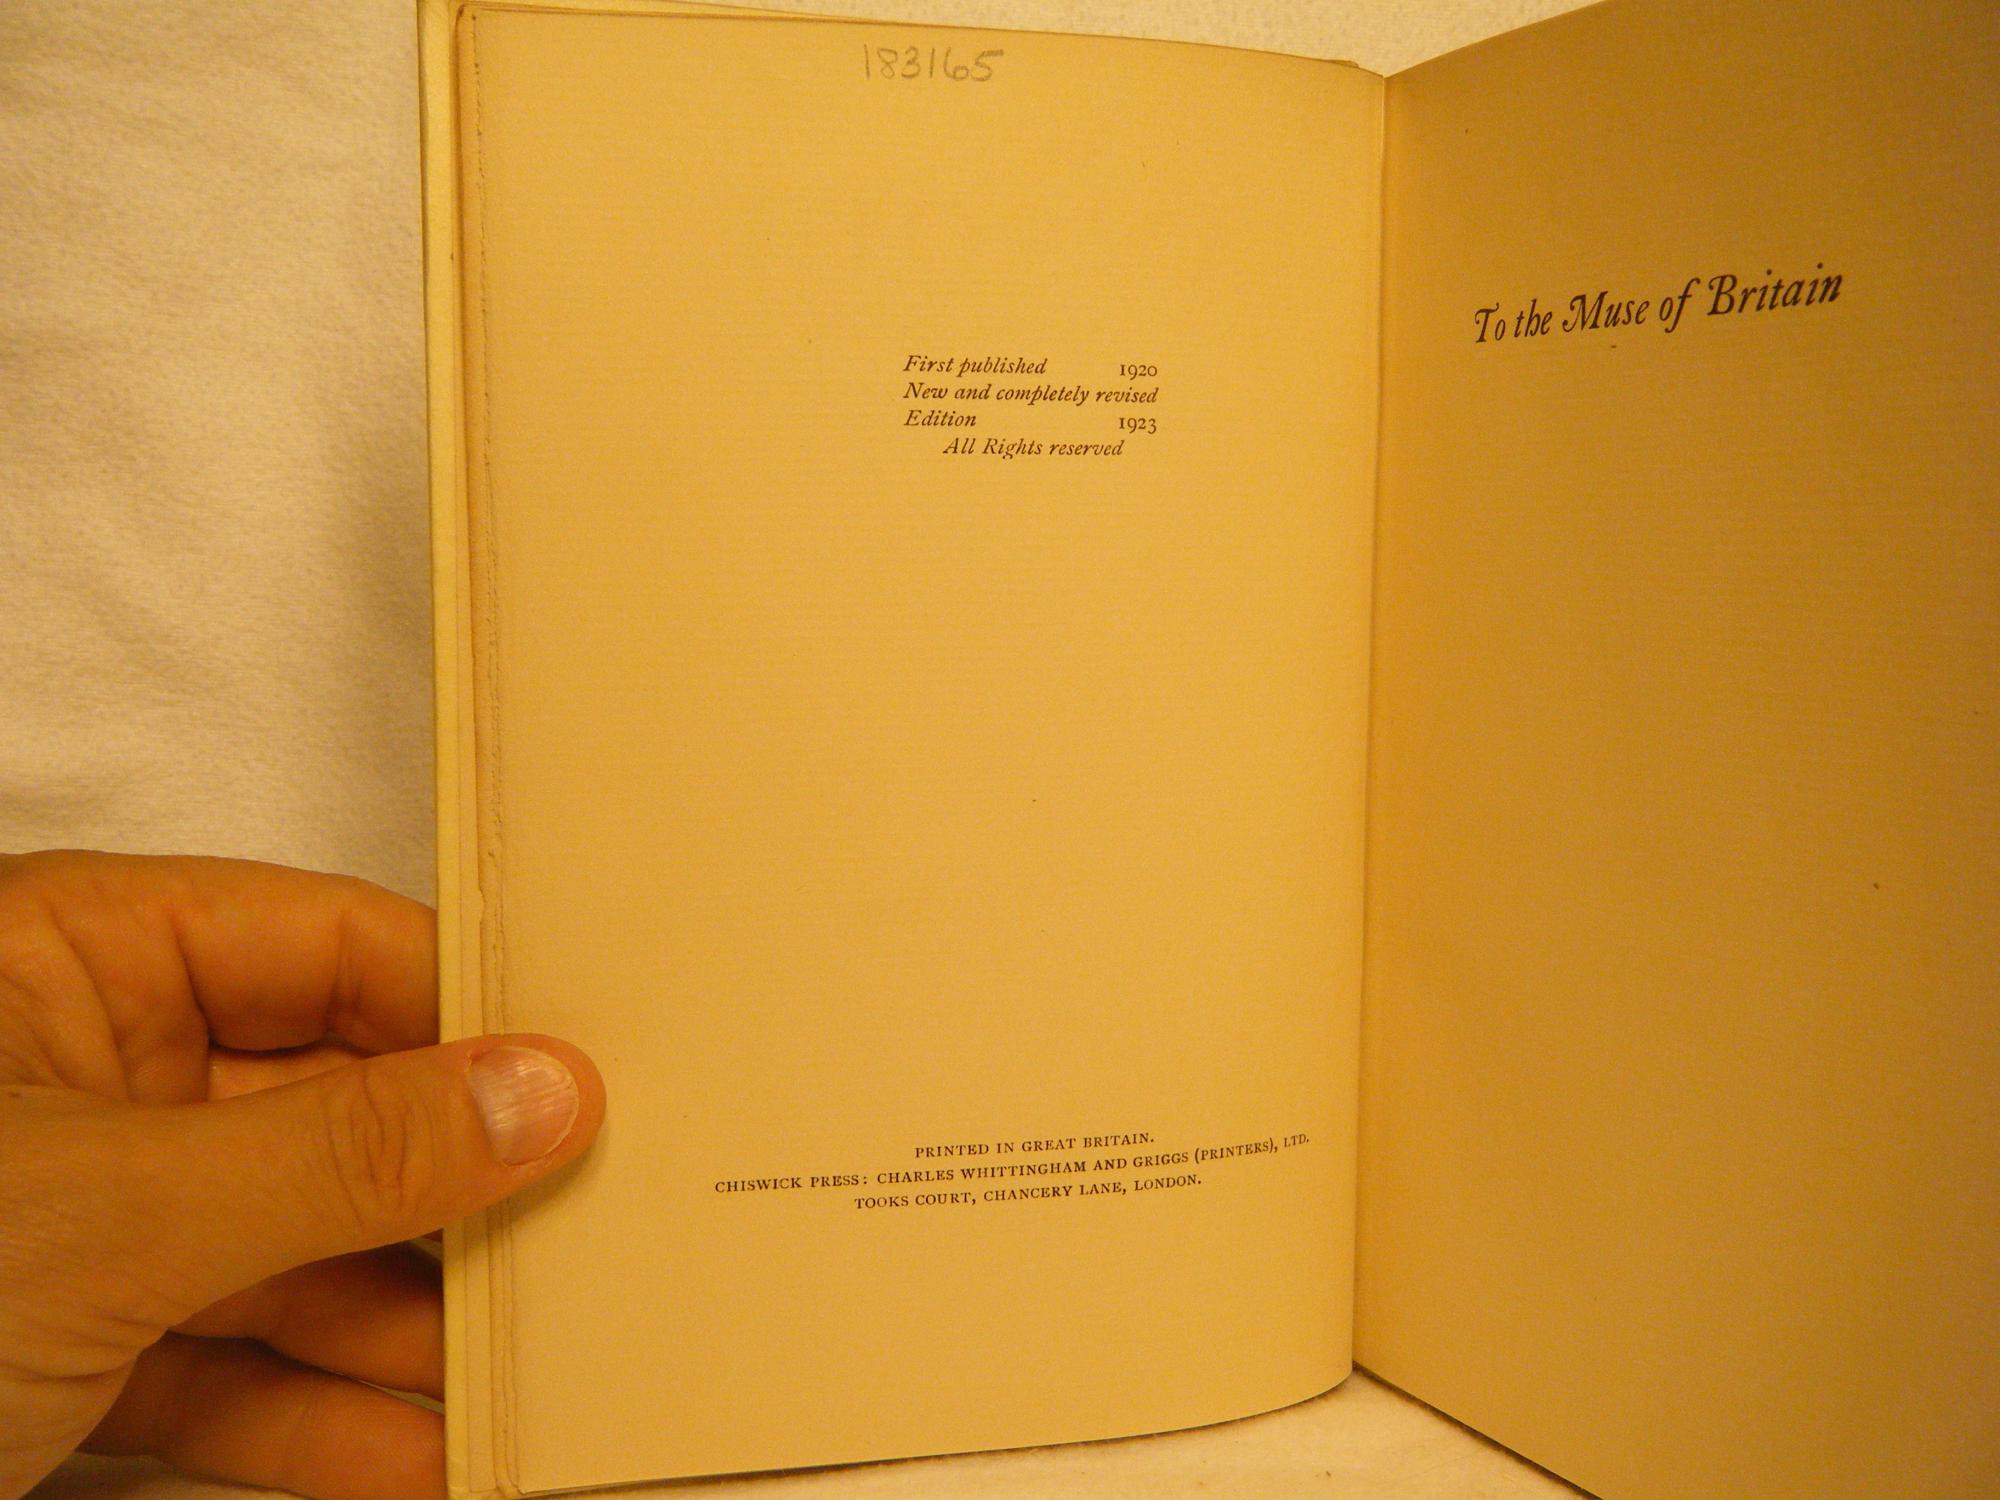 183165
First published 1920
New and completely revised
Edition 1923
All Rights reserved
PRINTED IN GREAT BRITAIN.
CHISWICK PRESS: CHARLES WHITTINGHAM AND GRIGGS (PRINTERS), LTD.
TOOKS COURT, CHANCERY LANE, LONDON.
To the Muse of Britain